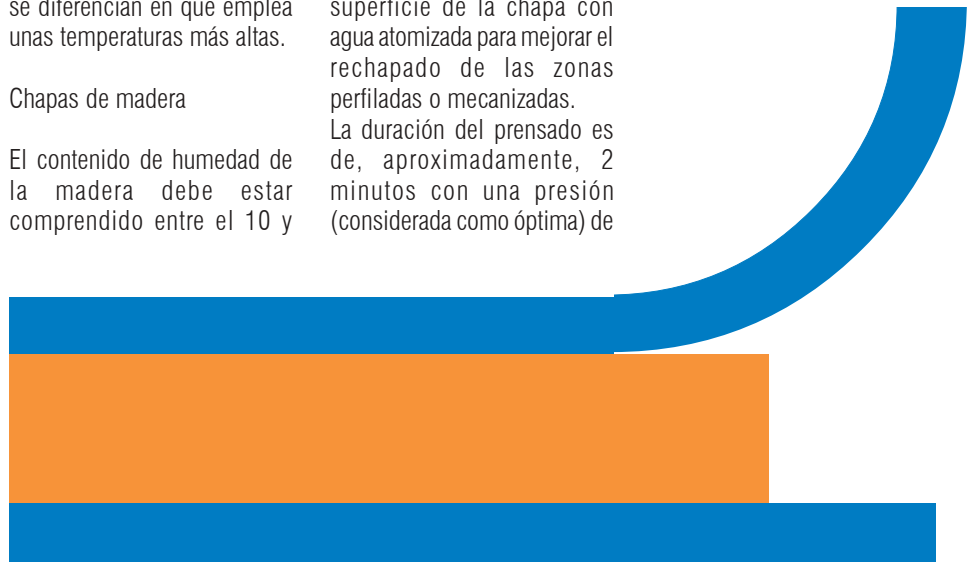 se diferencian en que emplea
unas temperaturas más altas.
Chapas de madera
El contenido de humedad de
la madera debe estar
comprendido entre el 10 y
superficie de la chapa con
agua atomizada para mejorar el
rechapado de las zonas
perfiladas o mecanizadas.
La duración del prensado es
de, aproximadamente, 2
minutos con una presión
(considerada como óptima) de